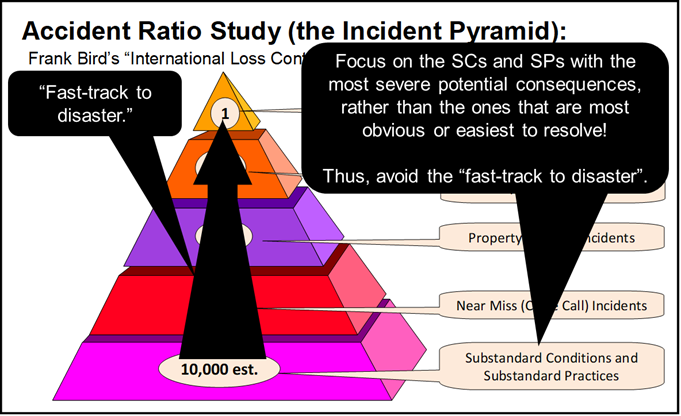 Accident Ratio Study (the Incident Pyramid):
Frank Bird's "International Loss
"Fast-track to
disaster."
Focus on the SCs and SPs with the
most severe potential consequences,
rather than the ones that are most
obvious or easiest to resolve!
Thus, avoid the "fast-track to disaster".
1
Property
Near Miss
Call) Incidents
10,000 est.
Substandard Conditions and
Substandard Practices